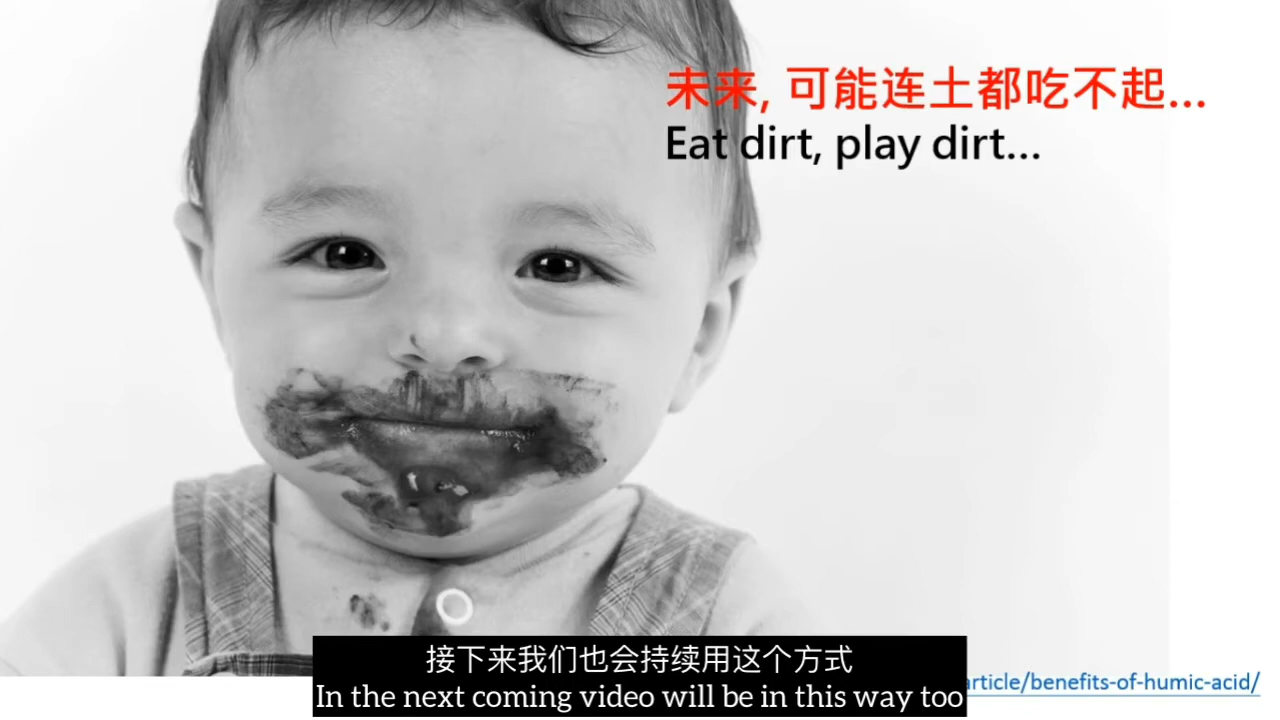 未来, 可能连土都吃不起...
Eat dirt, play dirt...
接下来我们也会持续用这个方式
In the next coming video will be in this way too
article/benefits-of-humic-acid/